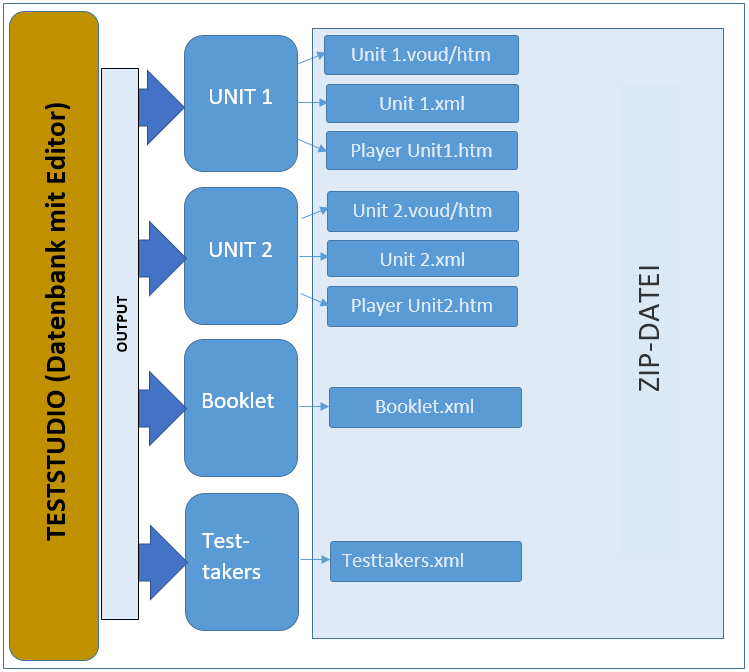 TESTSTUDIO (Datenbank mit Editor)
OUTPUT
UNIT 1
Unit 1.voud/htm
Unit 1.xml
Player Unit1.htm
UNIT 2
Unit 2.voud/htm
Unit 2.xml
Player Unit2.htm
Booklet
Booklet.xml
Test-
takers
Testtakers.xml
ZIP-DATEI